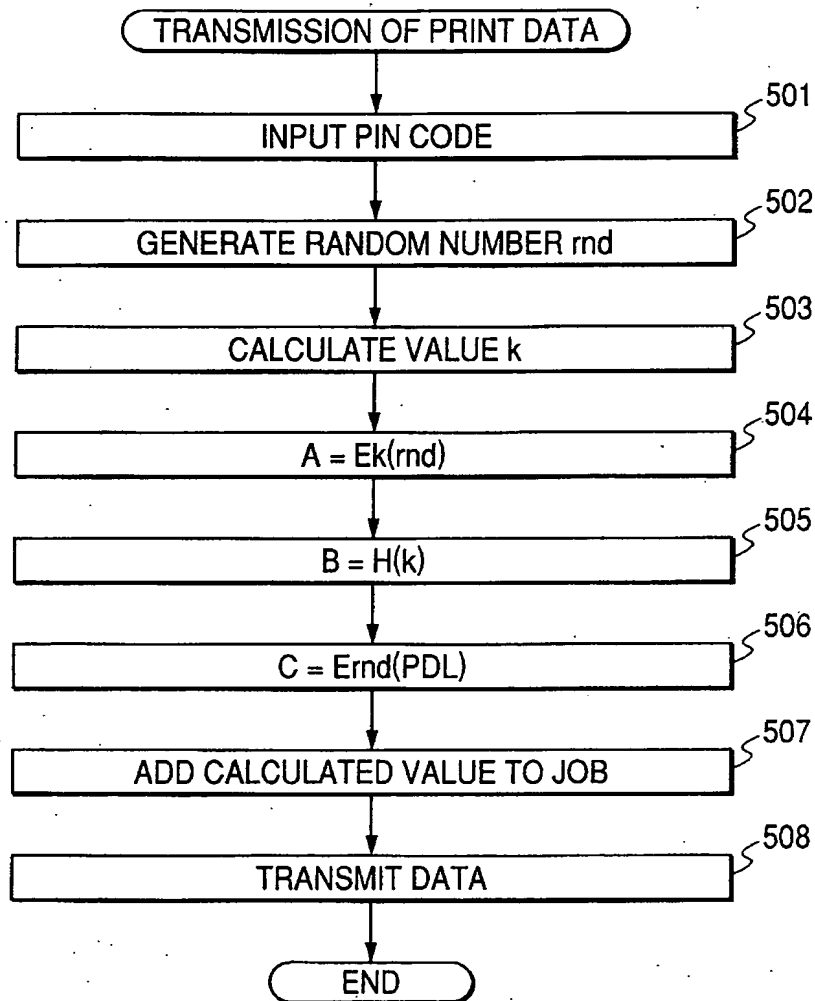 TRANSMISSION OF PRINT DATA
501
INPUT PIN CODE
502
GENERATE RANDOM NUMBER rnd
503
CALCULATE VALUE k
504
A = Ek(rnd)
505
B = H(k)
506
C = Ernd(PDL)
507
ADD CALCULATED VALUE TO JOB
508
TRANSMIT DATA
END